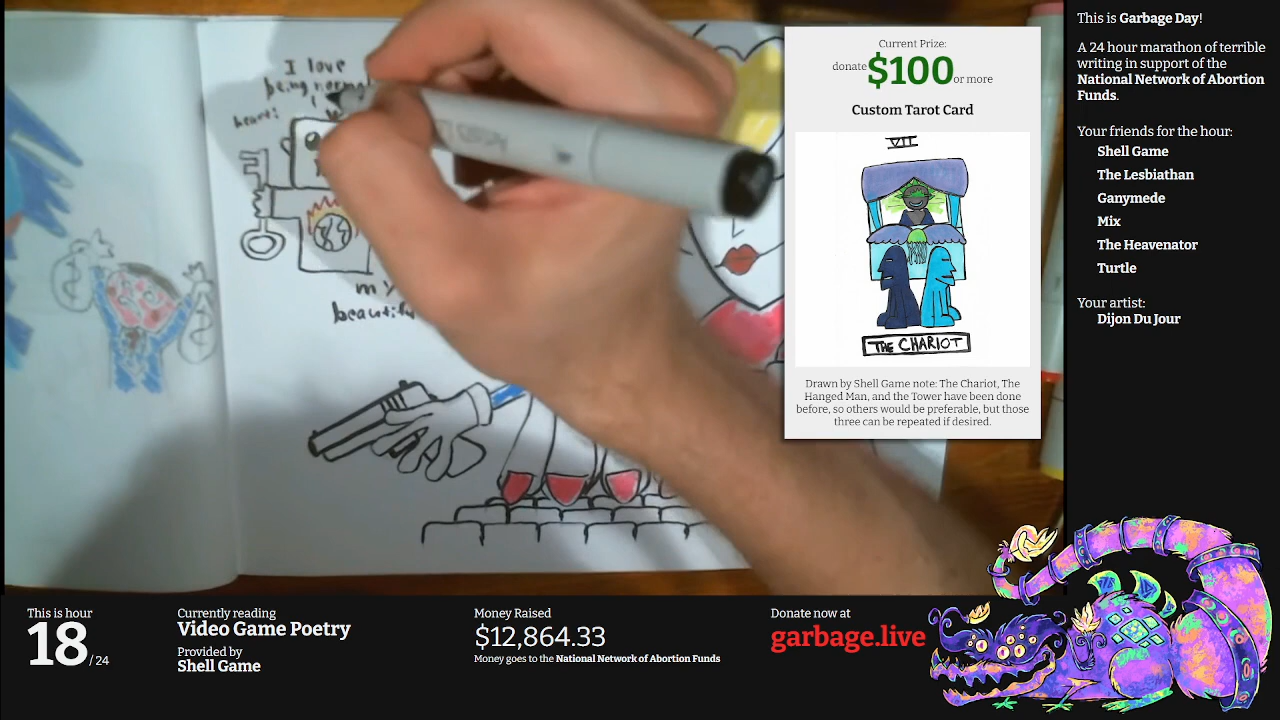 I love
being normal
heart:
my
Current Prize:
donate $100 or more
Custom Tarot Card
VII
THE CHARIOT
Drawn by Shell Game note: The Chariot, The
Hanged Man, and the Tower have been done
before, so others would be preferable, but those
three can be repeated if desired.
This is Garbage Day!
A 24 hour marathon of terrible
writing in support of the
National Network of Abortion
Funds.
Your friends for the hour:
Shell Game
The Lesbiathan
Ganymede
Mix
The Heavenator
Turtle
Your artist:
Dijon Du Jour
This is hour
18 / 24
Currently reading
Video Game Poetry
Provided by
Shell Game
Money Raised
$12,864.33
Money goes to the National Network of Abortion Funds
Donate now at
garbage.live